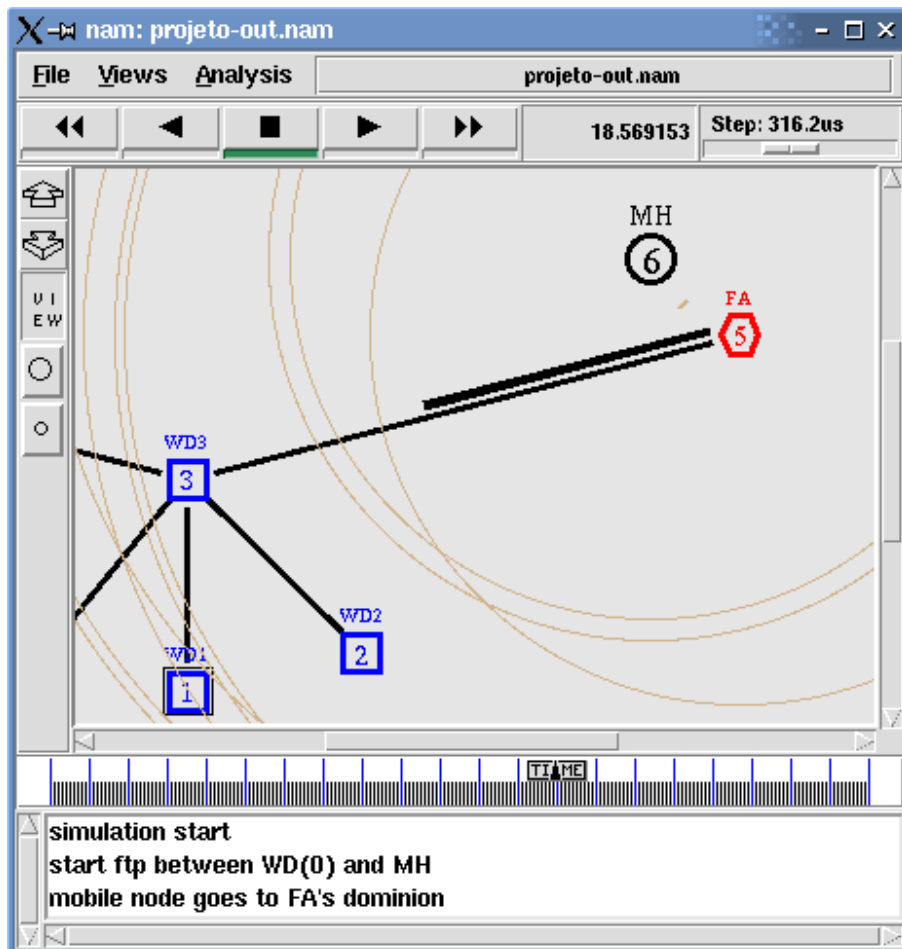 nam: projeto-out.nam
File Views Analysis projeto-out.nam
18.569153 Step: 316.2us
VIEW
MH
6
FA
5
WD3
3
WD2
2
WD1
1
TIME
simulation start
start ftp between WD(0) and MH
mobile node goes to FA's dominion